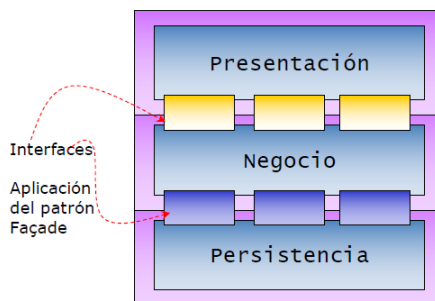 Presentación
Interfaces
Negocio
Aplicación
del patrón
Façade
Persistencia